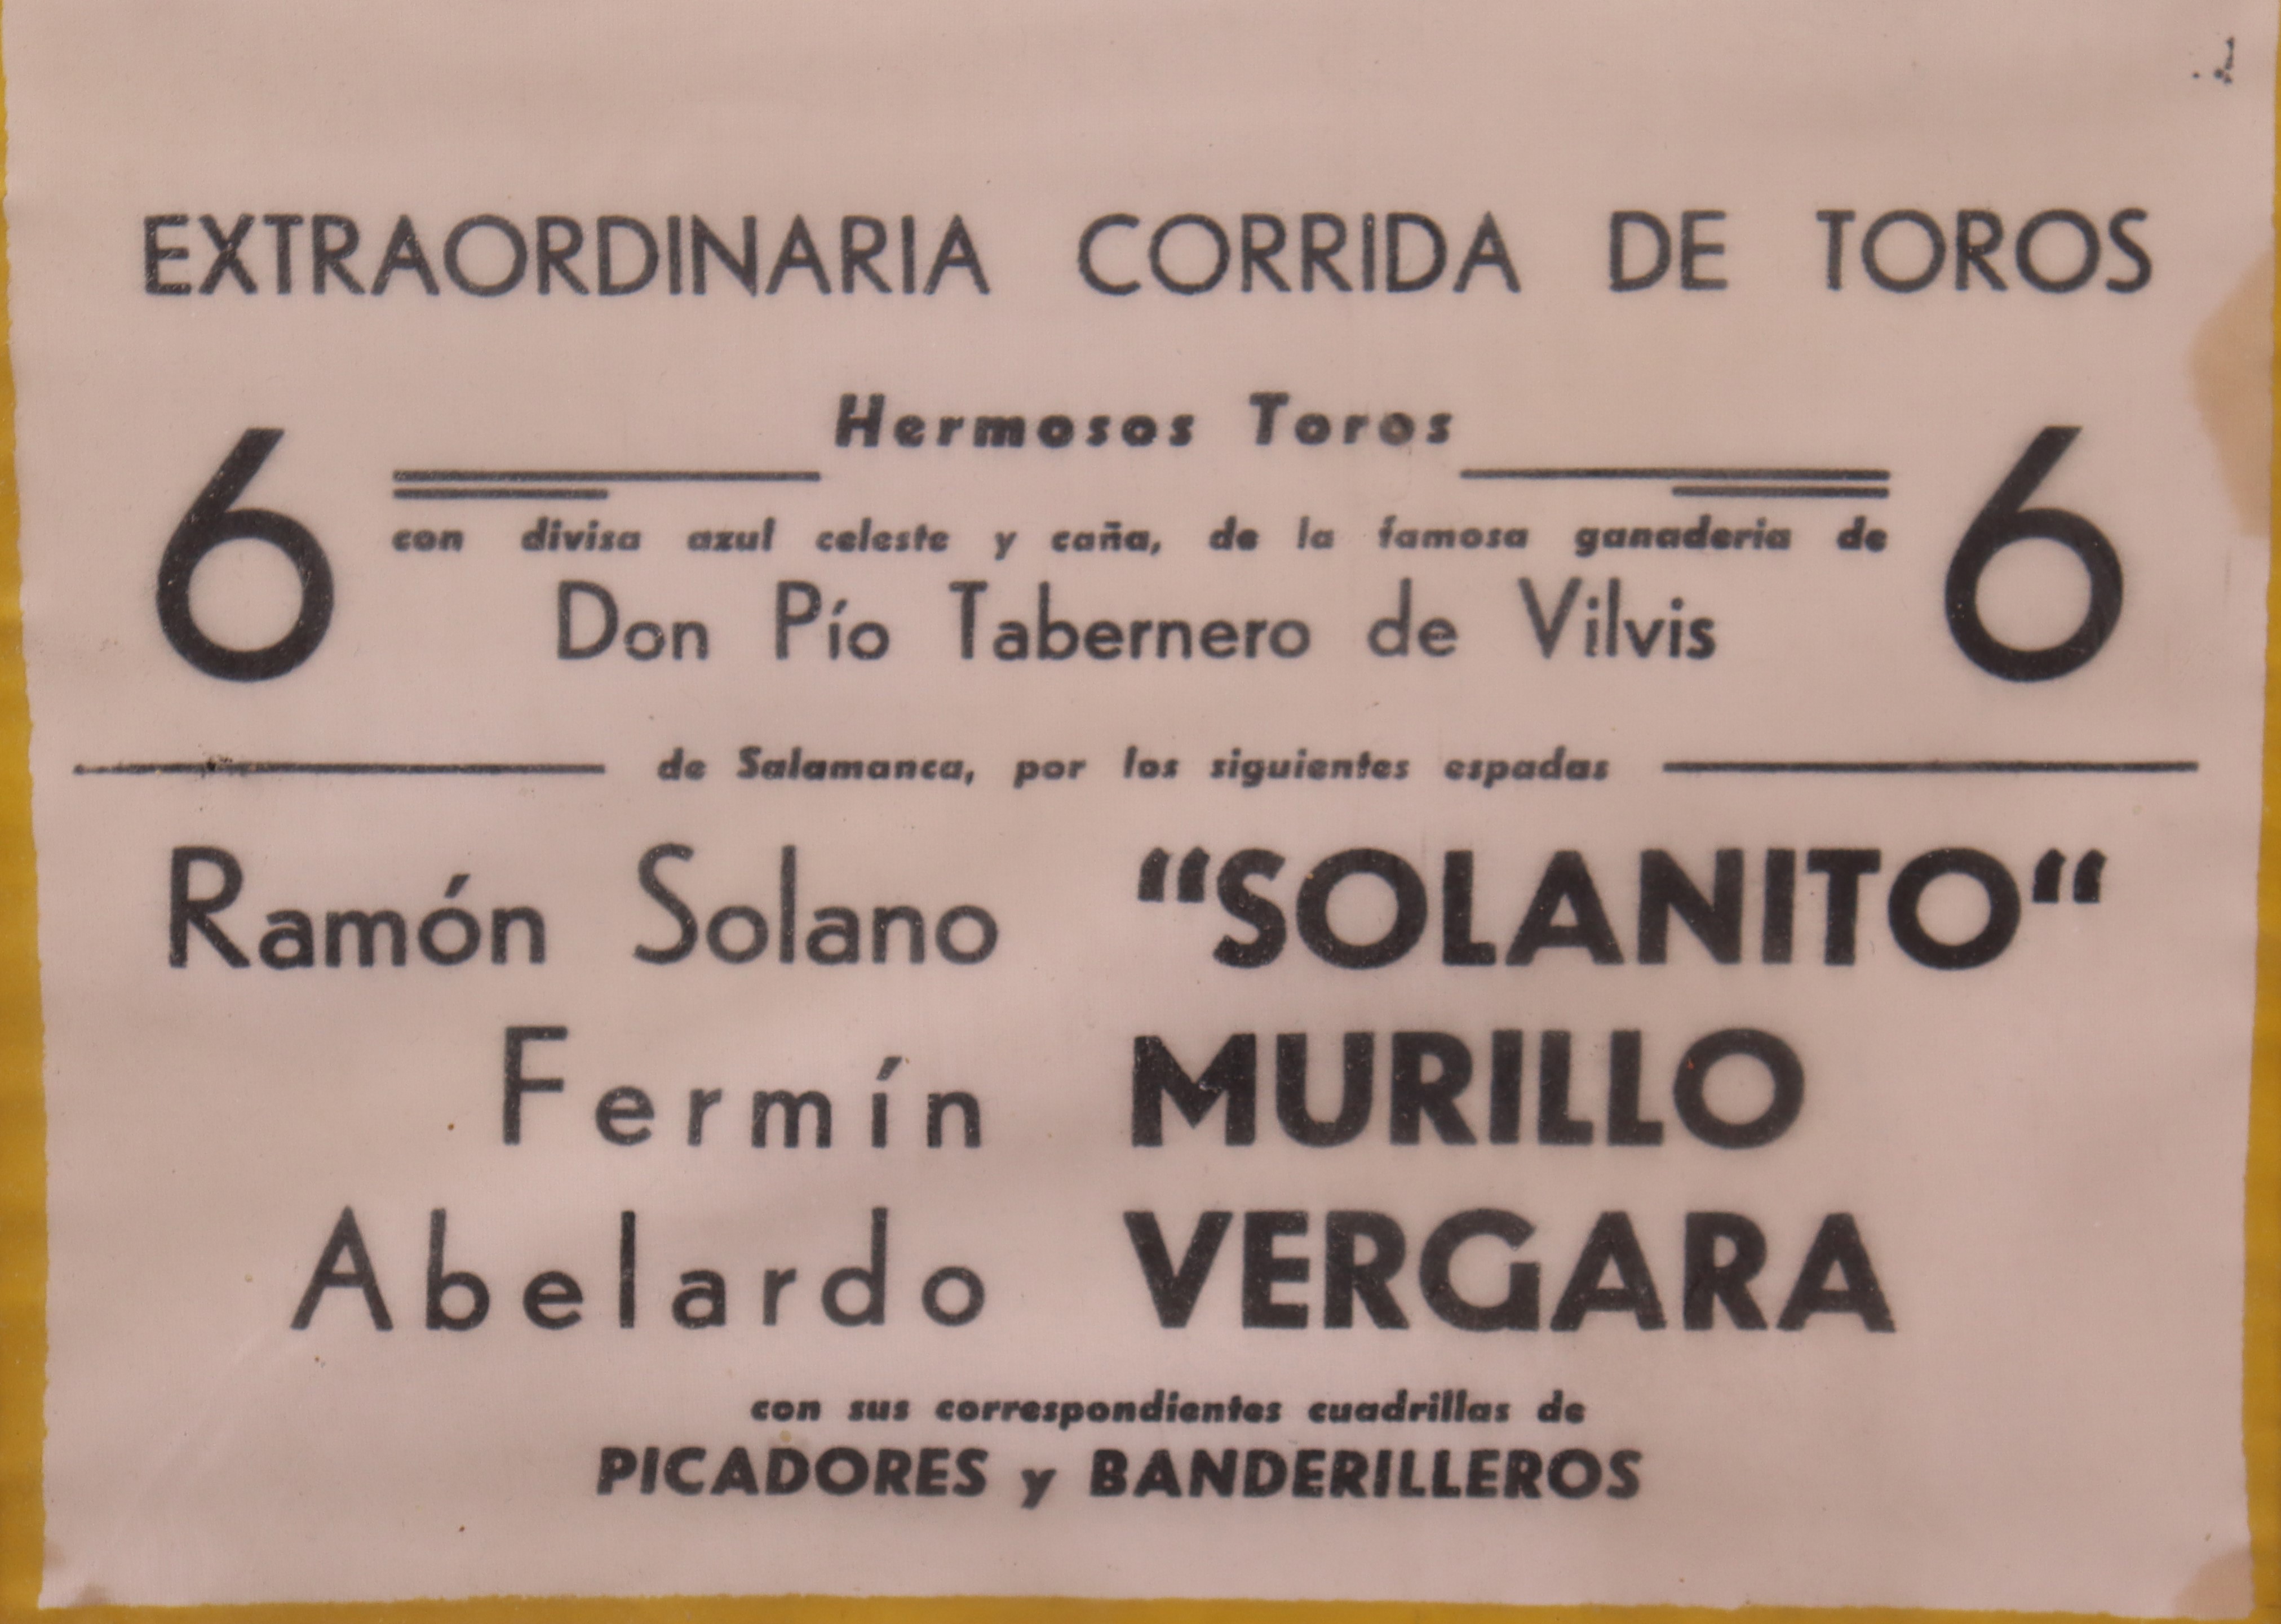 EXTRAORDINARIA CORRIDA DE TOROS
Hermosos Toros
6 6
con divisa azul celeste y caña, de la famosa ganaderia de
Don Pío Tabernero de Vilvis
de Salamanca, por los siguientes espadas
Ramón Solano “SOLANITO“
Fermín MURILLO
Abelardo VERGARA
con sus correspondientes cuadrillas de
PICADORES y BANDERILLEROS